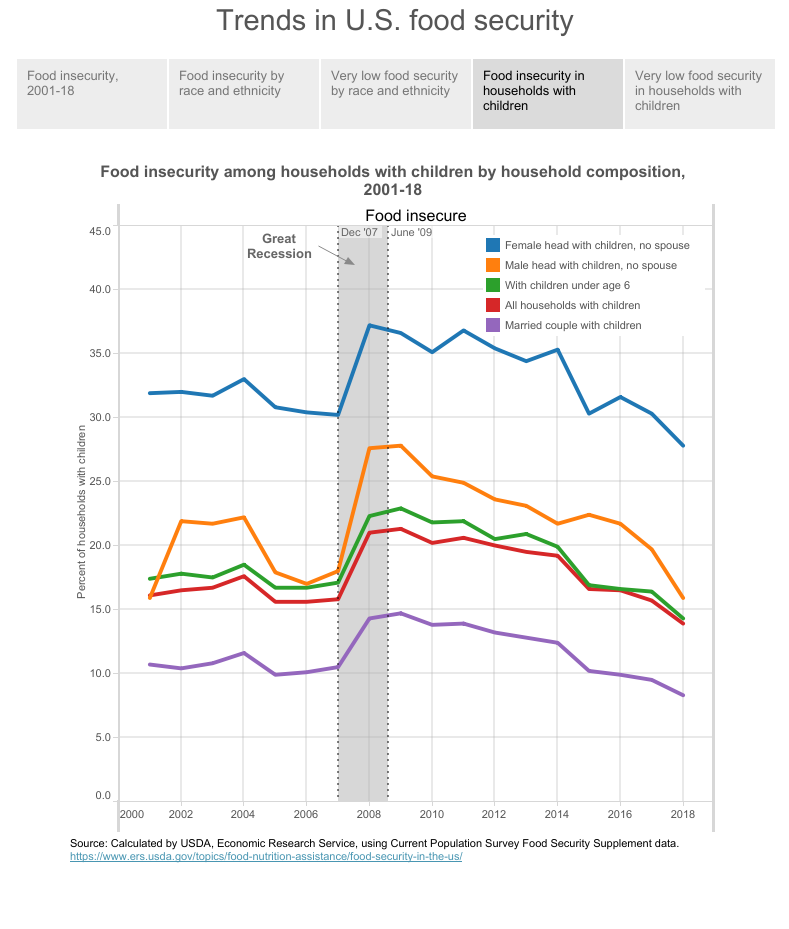 Trends in U.S. food security
Food insecurity,
2001-18
Food insecurity by
race and ethnicity
Very low food security
by race and ethnicity
Food insecurity in
households with
children
Very low food security
in households with
children
Food insecurity among households with children by household composition,
2001-18
Food insecure
Dec '07
June '09
Great
Recession
Female head with children, no spouse
Male head with children, no spouse
With children under age 6
All households with children
Married couple with children
Percent of households with children
45.0
40.0
35.0
30.0
25.0
20.0
15.0
10.0
5.0
0.0
2000 2002 2004 2006 2008 2010 2012 2014 2016 2018
Source: Calculated by USDA, Economic Research Service, using Current Population Survey Food Security Supplement data.
https://www.ers.usda.gov/topics/food-nutrition-assistance/food-security-in-the-us/